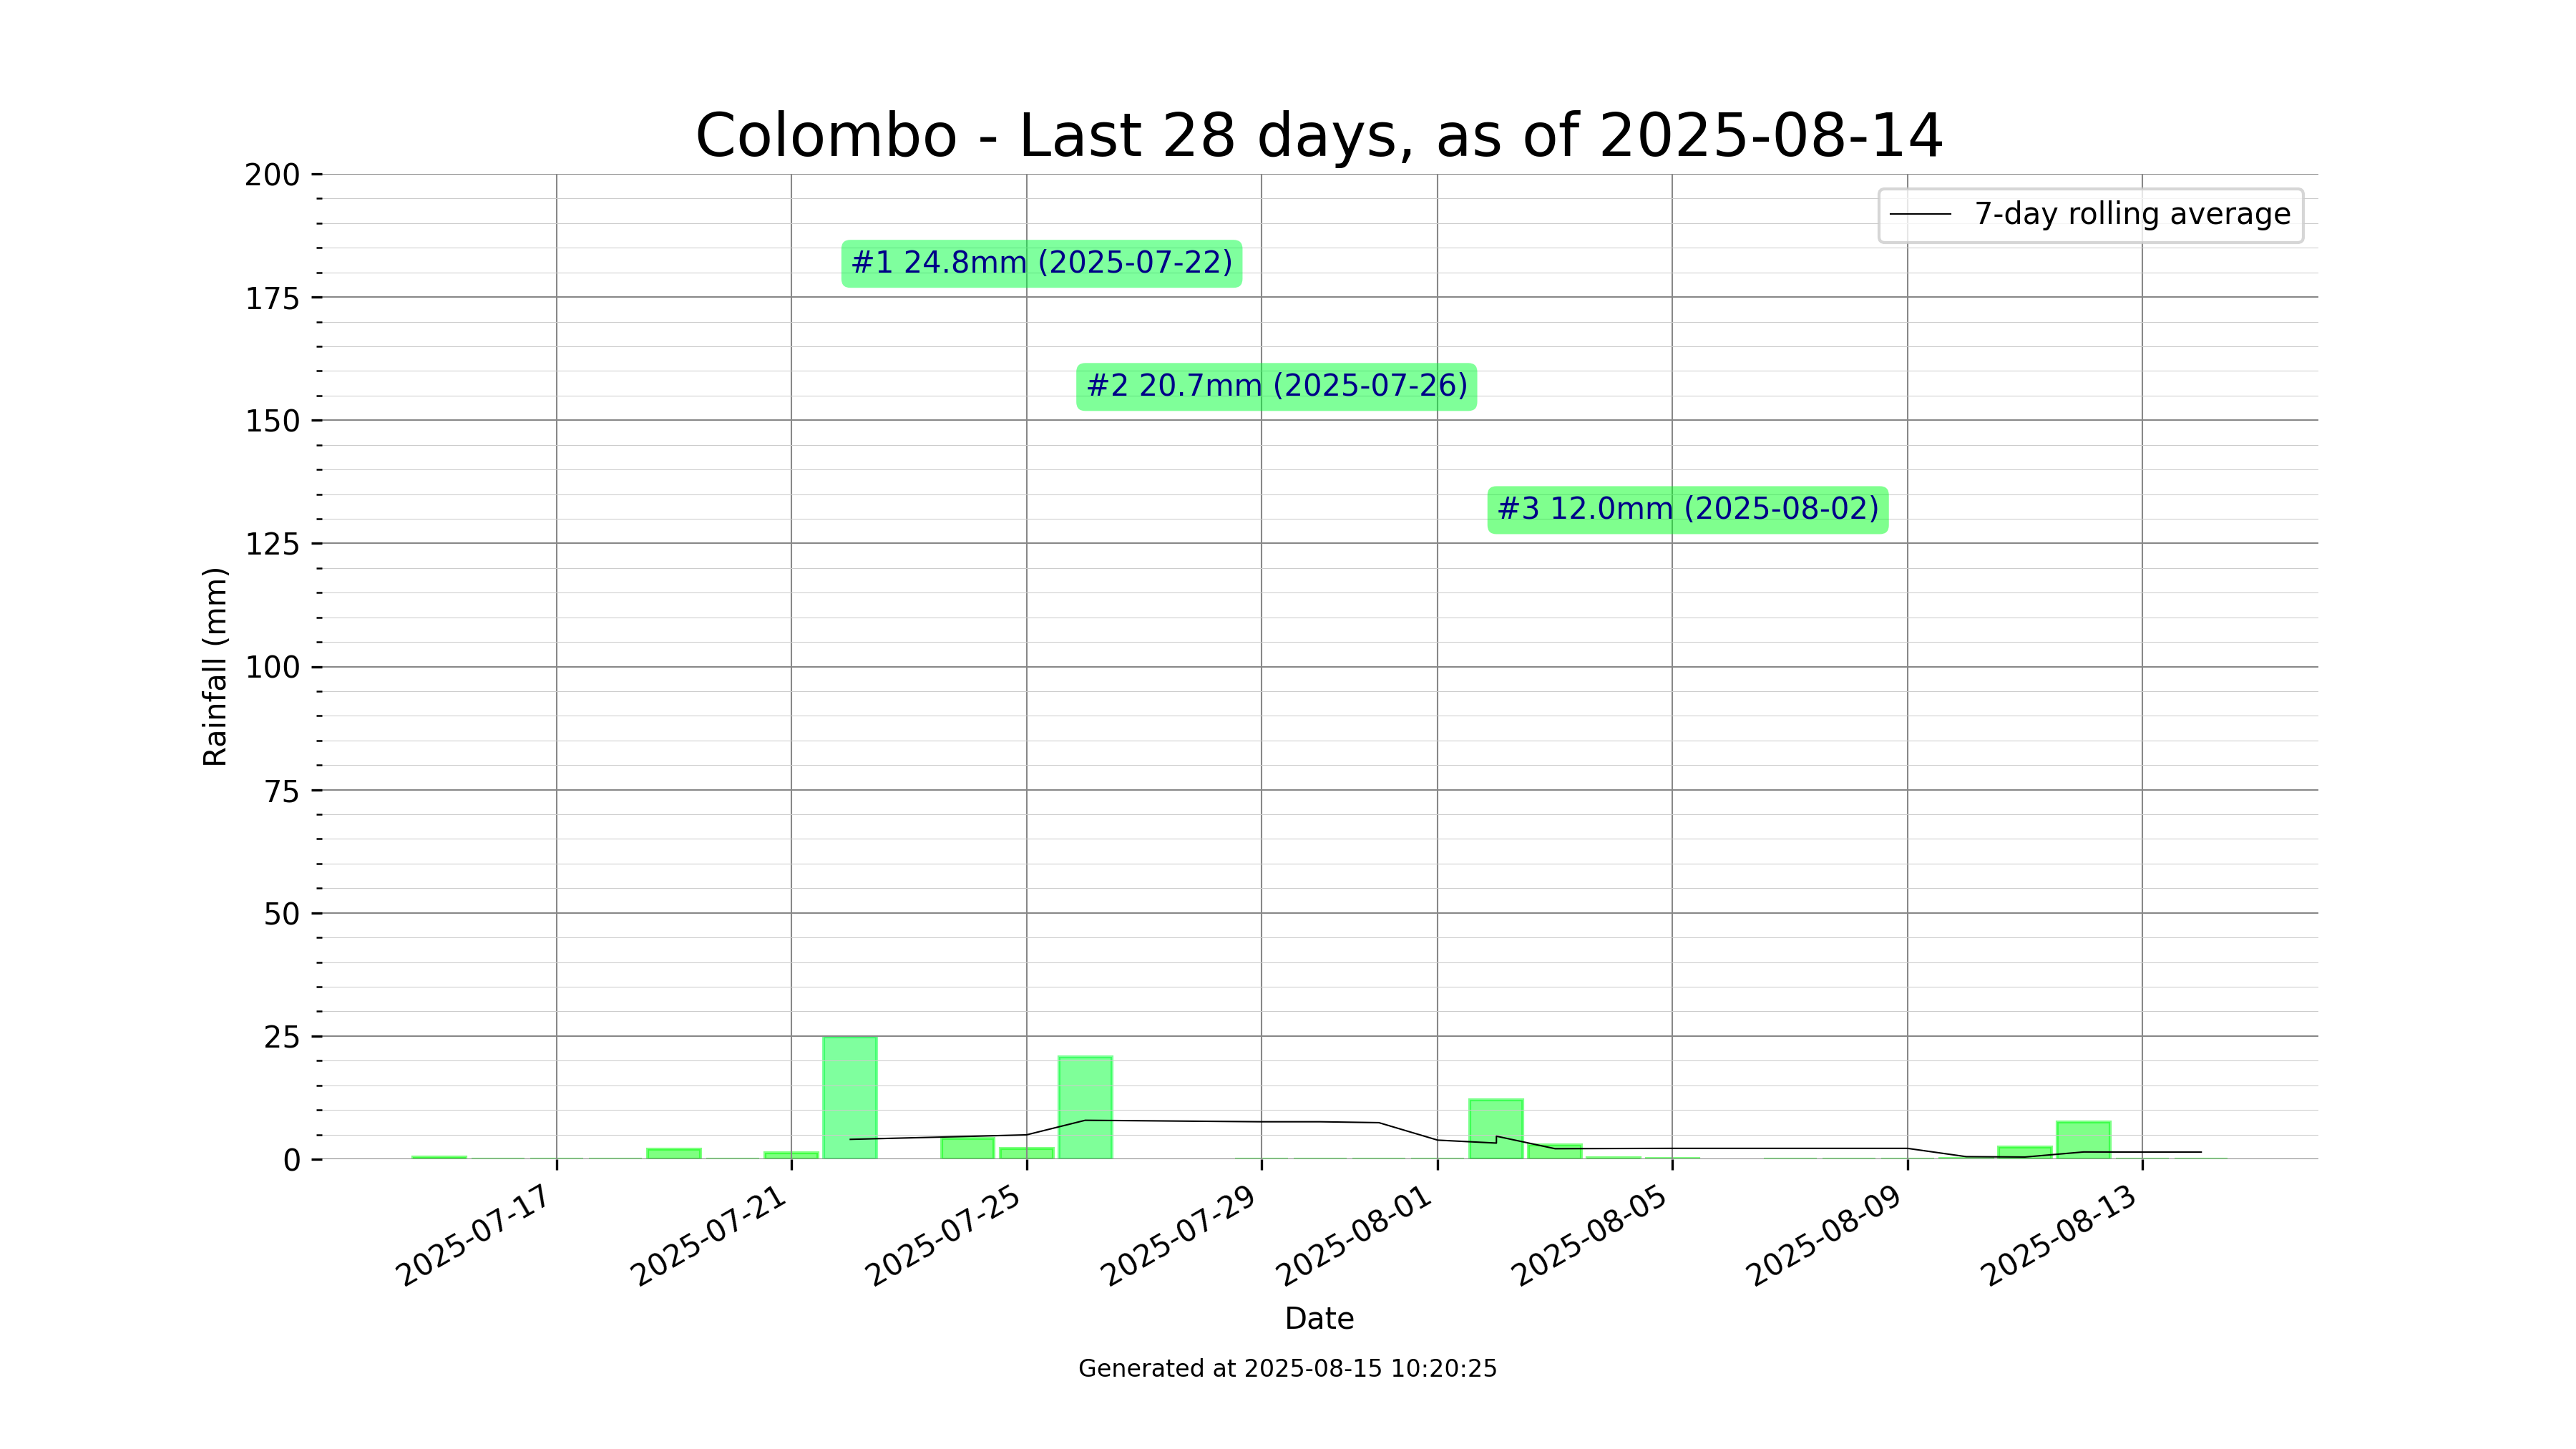 Colombo - Last 28 days, as of 2025-08-14
200
175
150
125
100
75
50
25
0
Rainfall (mm)
7-day rolling average
#1 24.8mm (2025-07-22)
#2 20.7mm (2025-07-26)
#3 12.0mm (2025-08-02)
2025-07-17
2025-07-21
2025-07-25
2025-07-29
2025-08-01
2025-08-05
2025-08-09
2025-08-13
Date
Generated at 2025-08-15 10:20:25